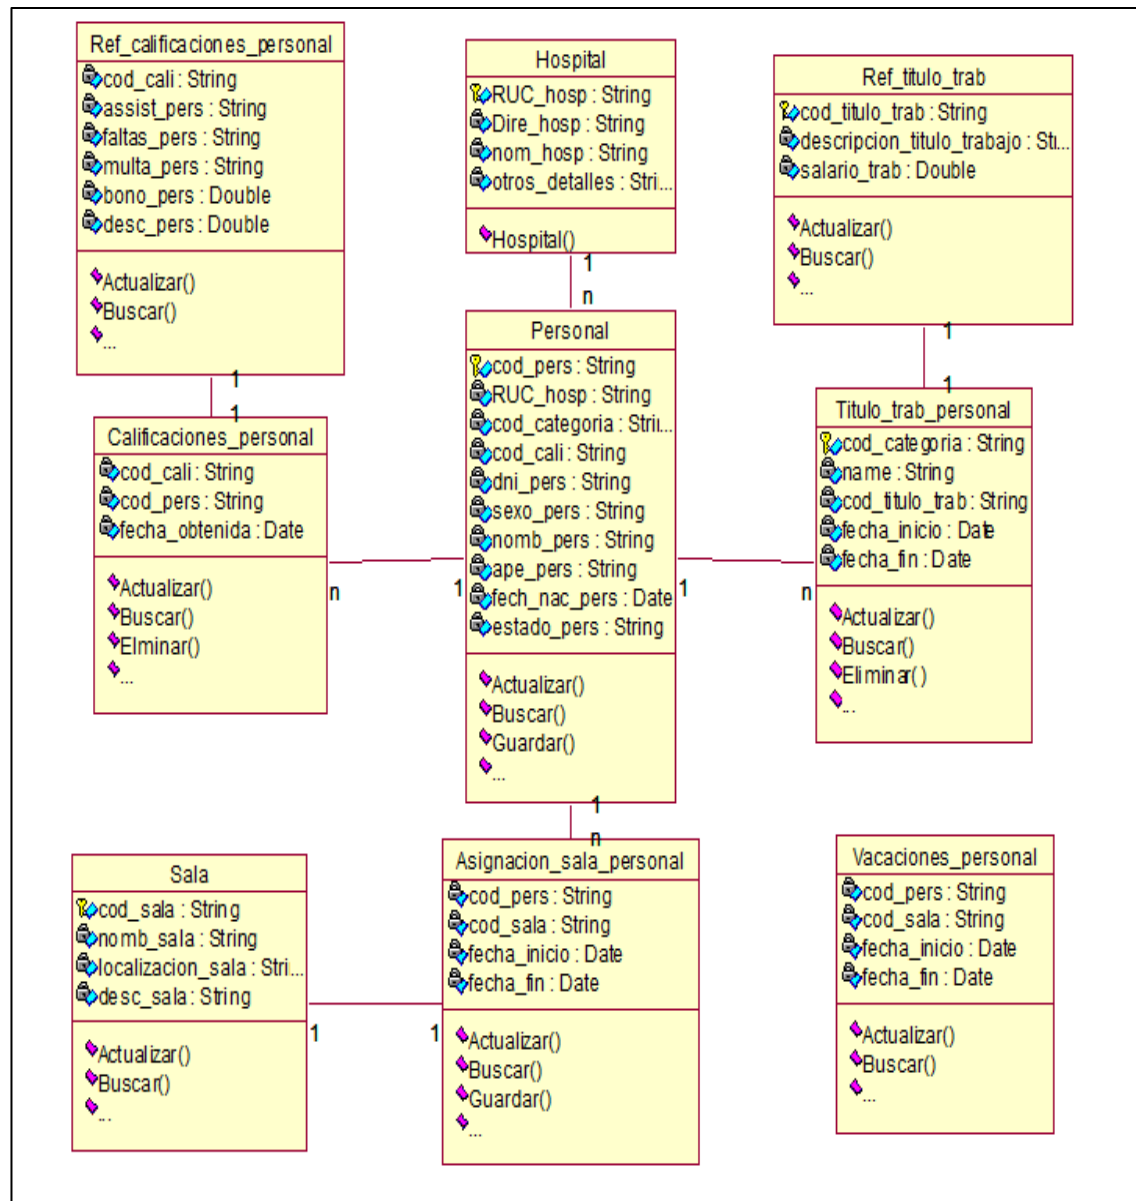 Ref_calificaciones_personal
cod_cali : String
assist_pers : String
faltas_pers : String
multa_pers : String
bono_pers : Double
desc_pers : Double
Actualizar()
Buscar()
...
Hospital
RUC_hosp : String
Dire_hosp : String
nom_hosp : String
otros_detalles : Stri...
Hospital()
Ref_titulo_trab
cod_titulo_trab : String
descripcion_titulo_trabajo : St...
salario_trab : Double
Actualizar()
Buscar()
...
1
1
1
n
1
1
Calificaciones_personal
cod_cali : String
cod_pers : String
fecha_obtenida : Date
Actualizar()
Buscar()
Elminar()
...
n
1
Personal
cod_pers : String
RUC_hosp : String
cod_categoria : Strii...
cod_cali : String
dni_pers : String
sexo_pers : String
nomb_pers : String
ape_pers : String
fech_nac_pers : Date
estado_pers : String
Actualizar()
Buscar()
Guardar()
...
1
n
Titulo_trab_personal
cod_categoria : String
name : String
cod_titulo_trab : String
fecha_inicio : Date
fecha_fin : Date
Actualizar()
Buscar()
Eliminar()
...
1
n
Sala
cod_sala : String
nomb_sala : String
localizacion_sala : Stri...
desc_sala : String
Actualizar()
Buscar()
...
1
1
Asignacion_sala_personal
cod_pers : String
cod_sala : String
fecha_inicio : Date
fecha_fin : Date
Actualizar()
Buscar()
Guardar()
...
Vacaciones_personal
cod_pers : String
cod_sala : String
fecha_inicio : Date
fecha_fin : Date
Actualizar()
Buscar()
...